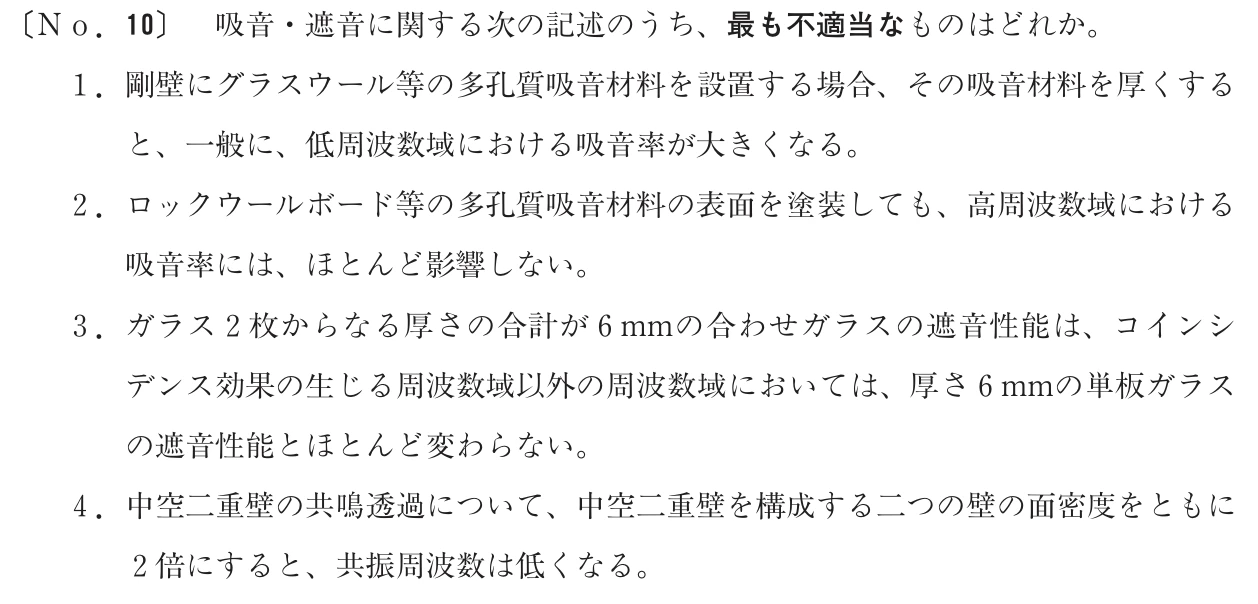 〔Ｎｏ．10〕　吸音・遮音に関する次の記述のうち、最も不適当なものはどれか。
１．剛壁にグラスウール等の多孔質吸音材料を設置する場合、その吸音材料を厚くする
と、一般に、低周波数域における吸音率が大きくなる。
２．ロックウールボード等の多孔質吸音材料の表面を塗装しても、高周波数域における
吸音率には、ほとんど影響しない。
３．ガラス２枚からなる厚さの合計が６mmの合わせガラスの遮音性能は、コインシ
デンス効果の生じる周波数域以外の周波数域においては、厚さ６mmの単板ガラス
の遮音性能とほとんど変わらない。
４．中空二重壁の共鳴透過について、中空二重壁を構成する二つの壁の面密度をともに
２倍にすると、共振周波数は低くなる。